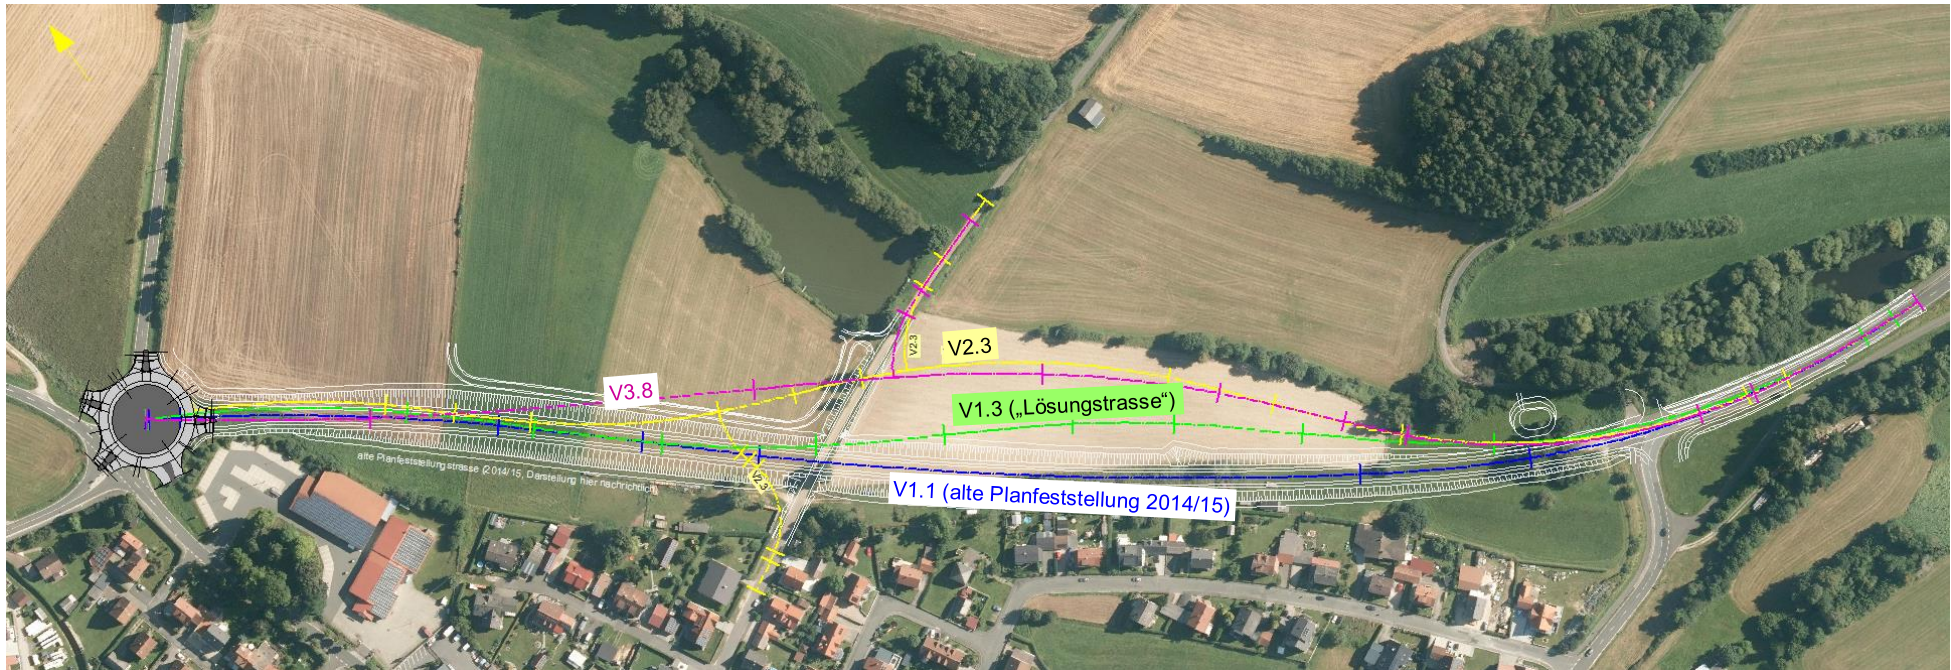 V2.3
V2.3
V3.8
V1.3 („Lösungstrasse“)
alte Planfeststellungstrasse (2014/15, Darstellung hier nachrichtlich)
V2.3
V1.1 (alte Planfeststellung 2014/15)